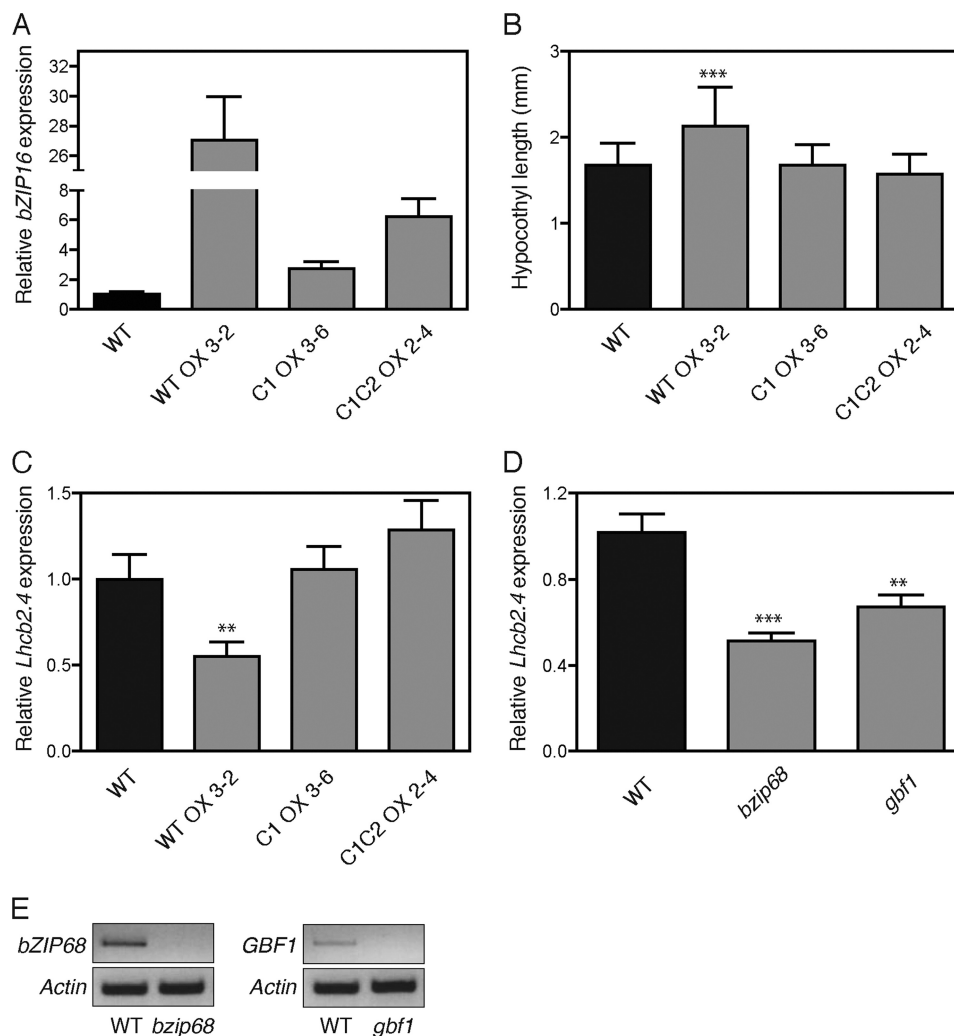 A
Relative bZIP16 expression
32
30
28
26
8
6
4
2
0
WT
WT OX 3-2
C1 OX 3-6
C1C2 OX 2-4
B
Hypocothyl length (mm)
3
2
1
0
***
WT
WT OX 3-2
C1 OX 3-6
C1C2 OX 2-4
C
Relative Lhcb2.4 expression
1.5
1.0
0.5
0.0
**
WT
WT OX 3-2
C1 OX 3-6
C1C2 OX 2-4
D
Relative Lhcb2.4 expression
1.2
0.8
0.4
0.0
***
**
WT
bzip68
gbf1
E
bZIP68
Actin
WT bzip68
GBF1
Actin
WT gbf1